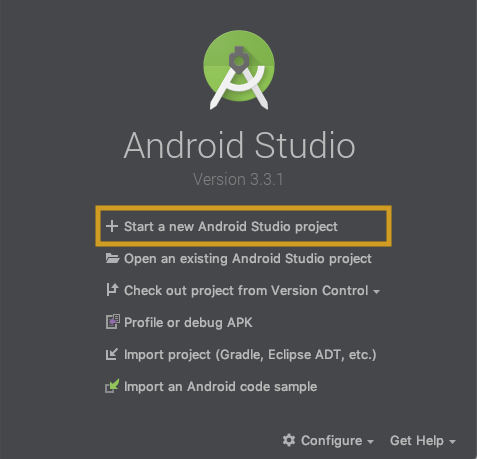 Android Studio
Version 3.3.1
Start a new Android Studio project
Open an existing Android Studio project
Check out project from Version Control
Profile or debug APK
Import project (Gradle, Eclipse ADT, etc.)
Import an Android code sample
Configure Get Help